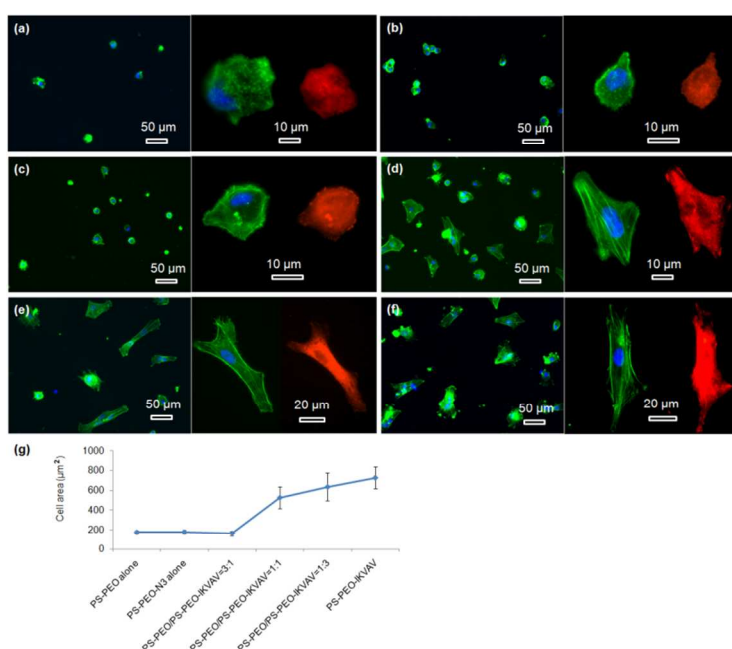 (a)
50 µm
10 µm
(b)
50 µm
10 µm
(c)
50 µm
10 µm
(d)
50 µm
10 µm
(e)
50 µm
20 µm
(f)
50 µm
20 µm
(g)
Cell area (µm²)
1000
800
600
400
200
0
PS-PEO alone
PS-PEO-N3 alone
PS-PEO/PS-PEO-IKVAV=3:1
PS-PEO/PS-PEO-IKVAV=1:1
PS-PEO/PS-PEO-IKVAV=1:3
PS-PEO-IKVAV